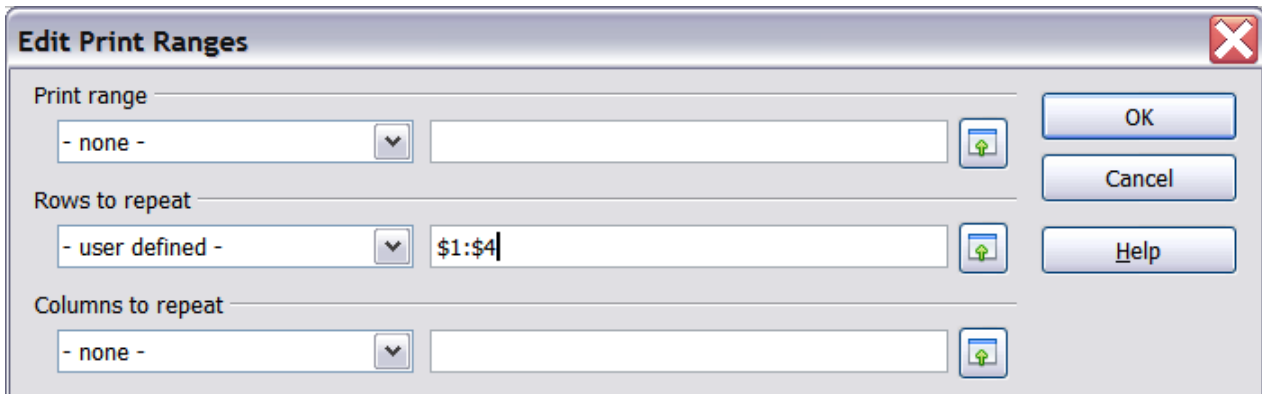 Edit Print Ranges
Print range
- none -
OK
Cancel
Rows to repeat
- user defined - $1:$4
Help
Columns to repeat
- none -